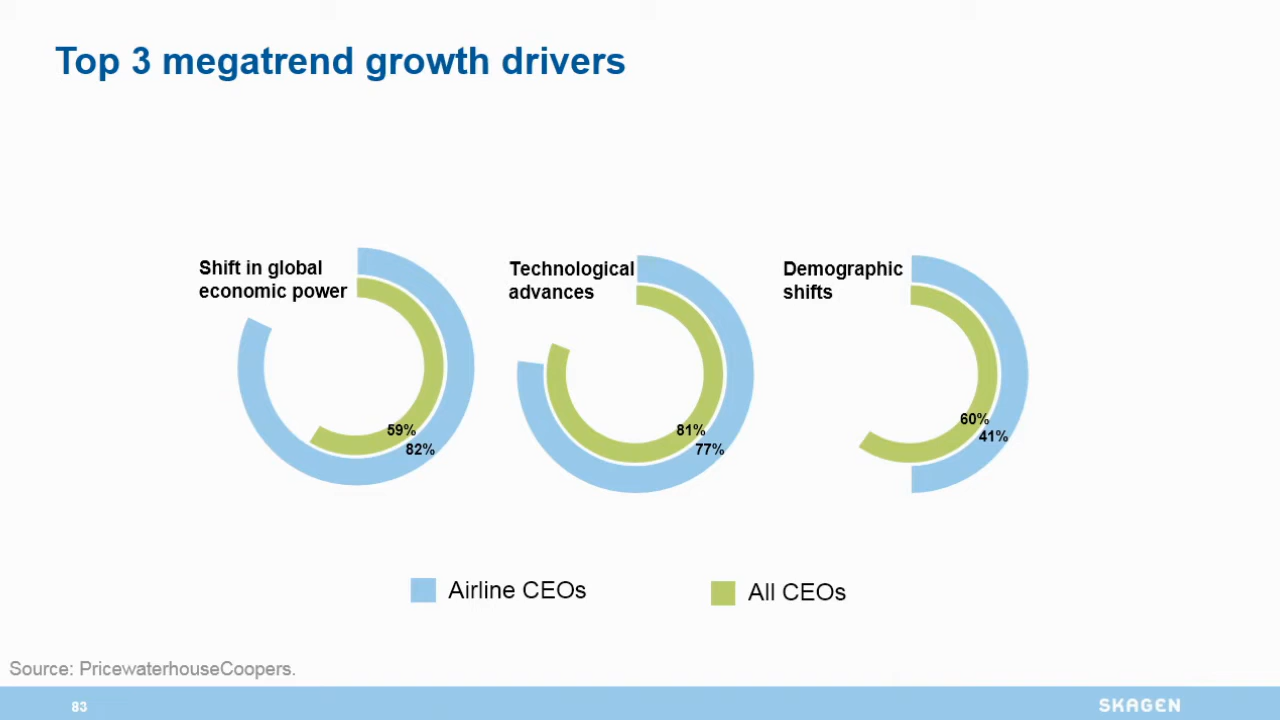 Top 3 megatrend growth drivers
Shift in global
economic power
59%
82%
Technological
advances
81%
77%
Demographic
shifts
60%
41%
Airline CEOs
All CEOs
Source: PricewaterhouseCoopers.
83
SKAGEN